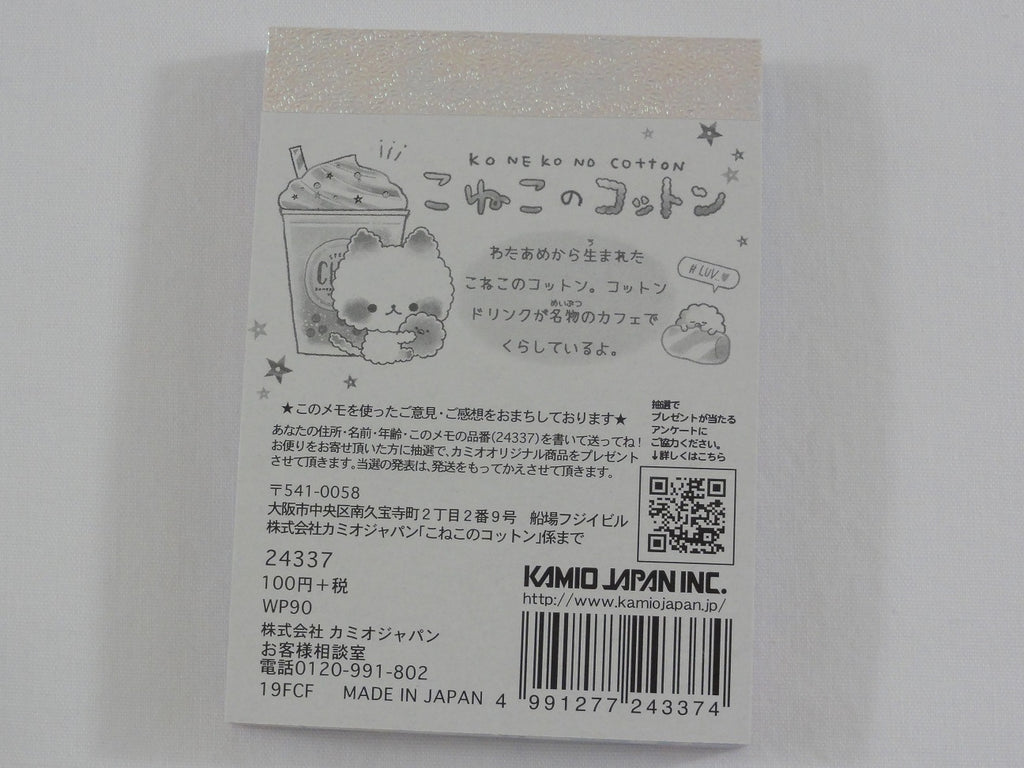 KO NEKO NO COTTON
こねこのコットン
わたあめから生まれた
こねこのコットン。コットン
ドリンクが名物のカフェで
くらしているよ。
# LUV ♥
★このメモを使ったご意見・ご感想をおまちしております★
あなたの住所・名前・年齢・このメモの品番(24337)を書いて送ってね!
お便りをお寄せ頂いた方に抽選で、カミオオリジナル商品をプレゼント
させて頂きます。当選の発表は、発送をもってかえさせて頂きます。
抽選で
プレゼントが当たる
アンケートに
ご協力ください。
↓詳しくはこちら
〒541-0058
大阪市中央区南久宝寺町2丁目2番9号 船場フジイビル
株式会社カミオジャパン「こねこのコットン」係まで
24337
100円+税
WP90
株式会社 カミオジャパン
お客様相談室
電話0120-991-802
19FCF MADE IN JAPAN
KAMIO JAPAN INC.
http://www.kamiojapan.jp/
4 991277 243374